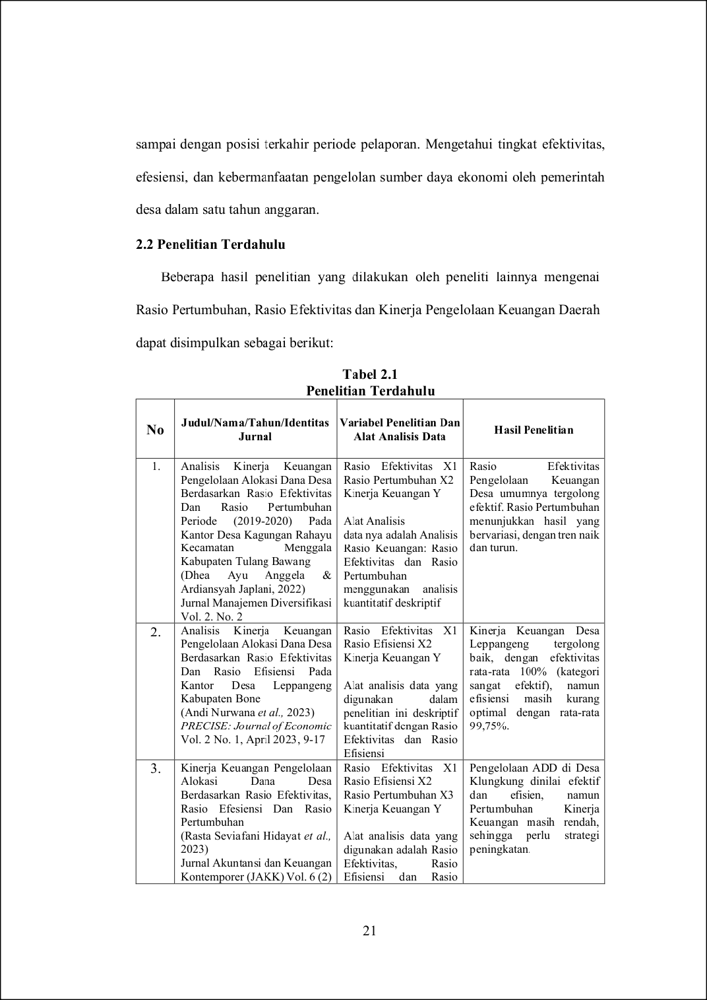 sampai dengan posisi terkahir periode pelaporan. Mengetahui tingkat efektivitas,
efesiensi, dan kebermanfaatan pengelolan sumber daya ekonomi oleh pemerintah
desa dalam satu tahun anggaran.
2.2 Penelitian Terdahulu
Beberapa hasil penelitian yang dilakukan oleh peneliti lainnya mengenai
Rasio Pertumbuhan, Rasio Efektivitas dan Kinerja Pengelolaan Keuangan Daerah
dapat disimpulkan sebagai berikut:
Tabel 2.1
Penelitian Terdahulu
No
Judul/Nama/Tahun/Identitas
Jurnal
Variabel Penelitian Dan
Alat Analisis Data
Hasil Penelitian
1.
Analisis Kinerja Keuangan
Pengelolaan Alokasi Dana Desa
Berdasarkan Rasio Efektivitas
Dan Rasio Pertumbuhan
Periode (2019-2020) Pada
Kantor Desa Kagungan Rahayu
Kecamatan Menggala
Kabupaten Tulang Bawang
(Dhea Ayu Anggela &
Ardiansyah Japlani, 2022)
Jurnal Manajemen Diversifikasi
Vol. 2. No. 2
Rasio Efektivitas X1
Rasio Pertumbuhan X2
Kinerja Keuangan Y
Alat Analisis
data nya adalah Analisis
Rasio Keuangan: Rasio
Efektivitas dan Rasio
Pertumbuhan
menggunakan analisis
kuantitatif deskriptif
Rasio Efektivitas
Pengelolaan Keuangan
Desa umumnya tergolong
efektif. Rasio Pertumbuhan
menunjukkan hasil yang
bervariasi, dengan tren naik
dan turun.
2.
Analisis Kinerja Keuangan
Pengelolaan Alokasi Dana Desa
Berdasarkan Rasio Efektivitas
Dan Rasio Efisiensi Pada
Kantor Desa Leppangeng
Kabupaten Bone
(Andi Nurwana et al., 2023)
PRECISE: Journal of Economic
Vol. 2 No. 1, April 2023, 9-17
Rasio Efektivitas X1
Rasio Efisiensi X2
Kinerja Keuangan Y
Alat analisis data yang
digunakan dalam
penelitian ini deskriptif
kuantitatif dengan Rasio
Efektivitas dan Rasio
Efisiensi
Kinerja Keuangan Desa
Leppangeng tergolong
baik, dengan efektivitas
rata-rata 100% (kategori
sangat efektif), namun
efisiensi masih kurang
optimal dengan rata-rata
99,75%.
3.
Kinerja Keuangan Pengelolaan
Alokasi Dana Desa
Berdasarkan Rasio Efektivitas,
Rasio Efesiensi Dan Rasio
Pertumbuhan
(Rasta Seviafani Hidayat et al.,
2023)
Jurnal Akuntansi dan Keuangan
Kontemporer (JAKK) Vol. 6 (2)
Rasio Efektivitas X1
Rasio Efisiensi X2
Rasio Pertumbuhan X3
Kinerja Keuangan Y
Alat analisis data yang
digunakan adalah Rasio
Efektivitas, Rasio
Efisiensi dan Rasio
Pengelolaan ADD di Desa
Klungkung dinilai efektif
dan efisien, namun
Pertumbuhan Kinerja
Keuangan masih rendah,
sehingga perlu strategi
peningkatan.
21